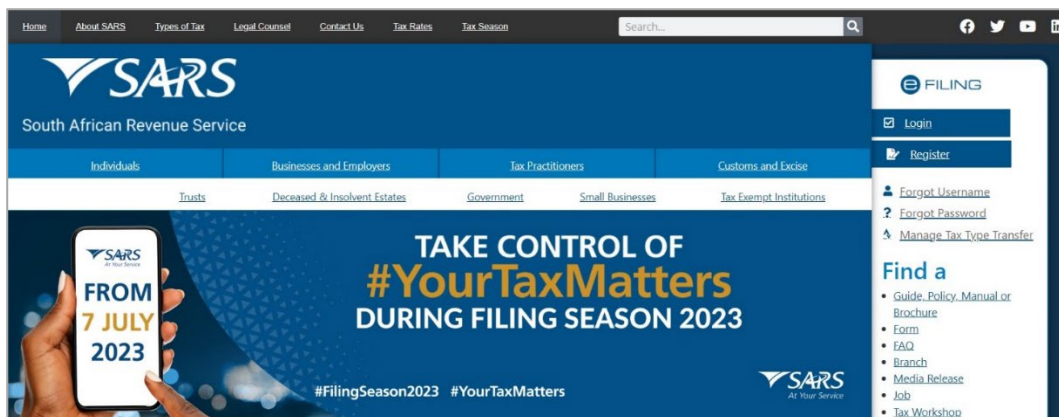 Home About SARS Types of Tax Legal Counsel Contact Us Tax Rates Tax Season Search...
SARS
South African Revenue Service
Individuals Businesses and Employers Tax Practitioners Customs and Excise
Trusts Deceased & Insolvent Estates Government Small Businesses Tax Exempt Institutions
SARS
At Your Service
FROM
7 JULY
2023
TAKE CONTROL OF
#YourTaxMatters
DURING FILING SEASON 2023
#FilingSeason2023 #YourTaxMatters
SARS
At Your Service
e FILING
Login
Register
Forgot Username
? Forgot Password
Manage Tax Type Transfer
Find a
• Guide, Policy, Manual or
Brochure
• Form
• FAQ
• Branch
• Media Release
• Job
• Tax Workshop